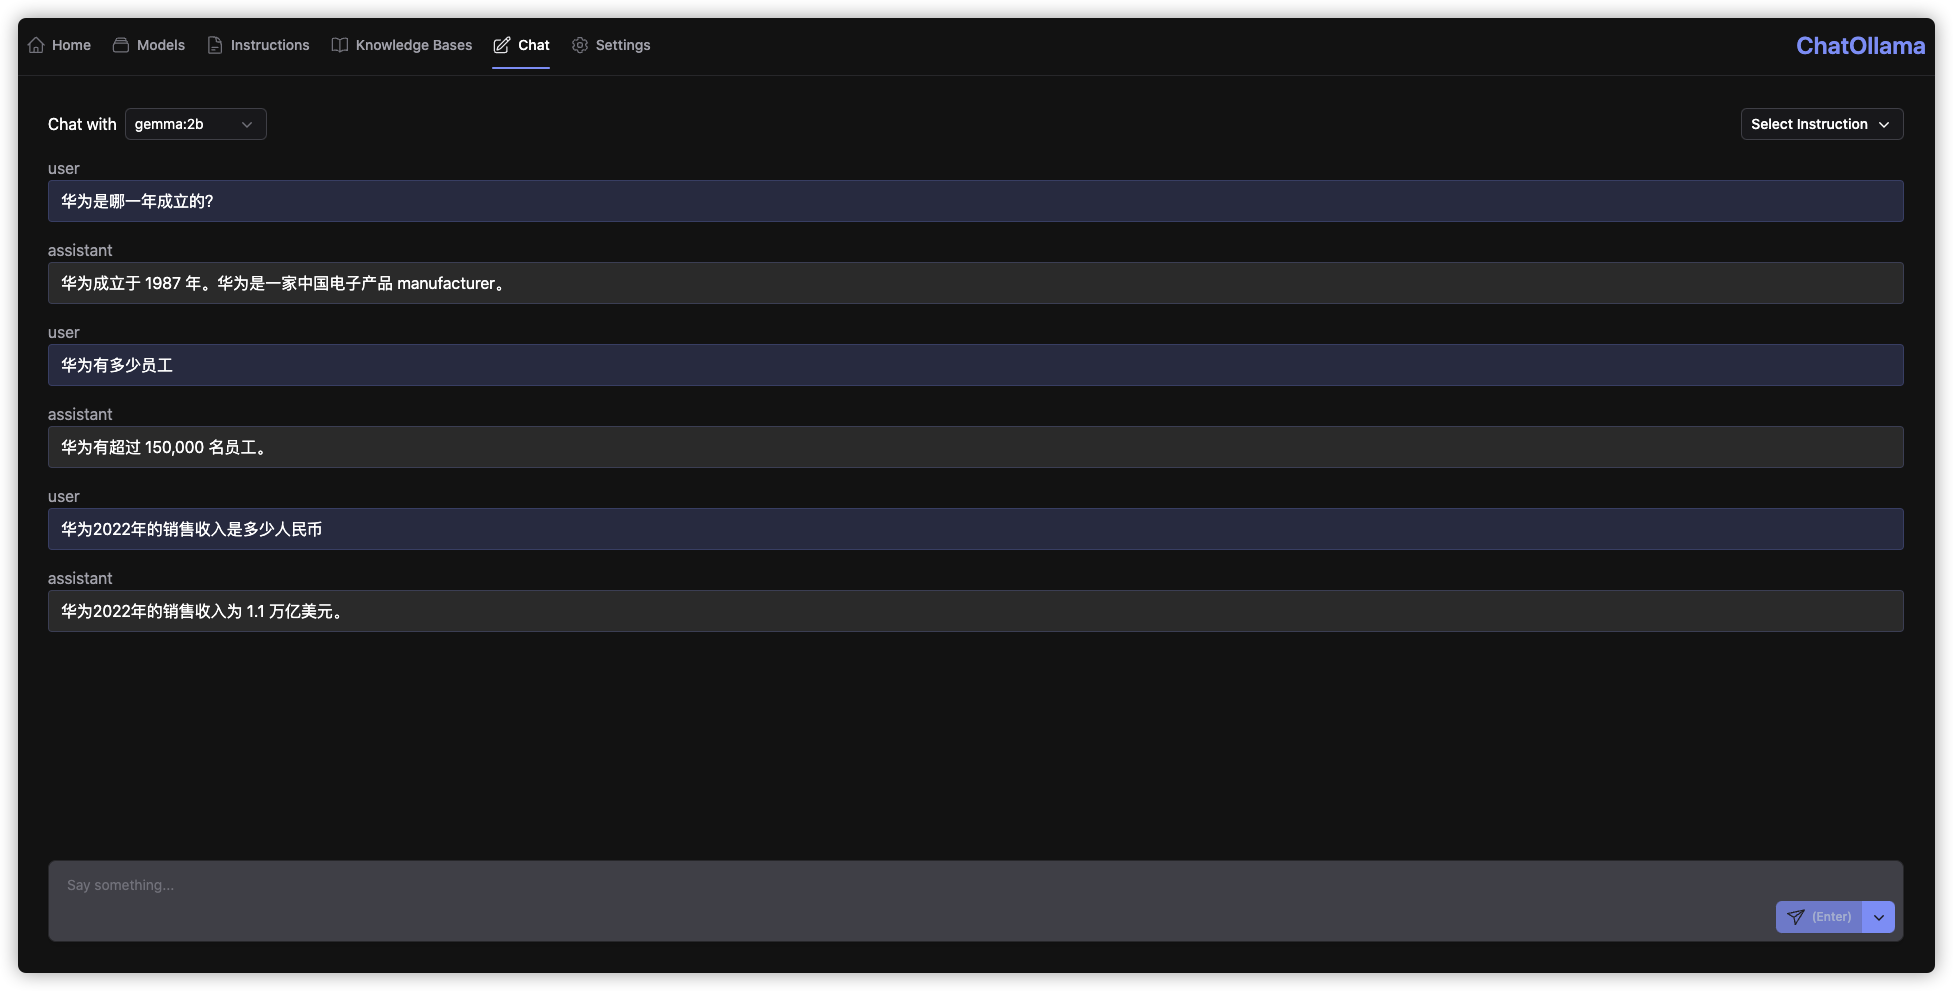 Home Models Instructions Knowledge Bases Chat Settings ChatOllama
Chat with gemma:2b Select Instruction
user
华为是哪一年成立的?
assistant
华为成立于 1987 年。华为是一家中国电子产品 manufacturer。
user
华为有多少员工
assistant
华为有超过 150,000 名员工。
user
华为2022年的销售收入是多少人民币
assistant
华为2022年的销售收入为 1.1 万亿美元。
Say something...
(Enter)